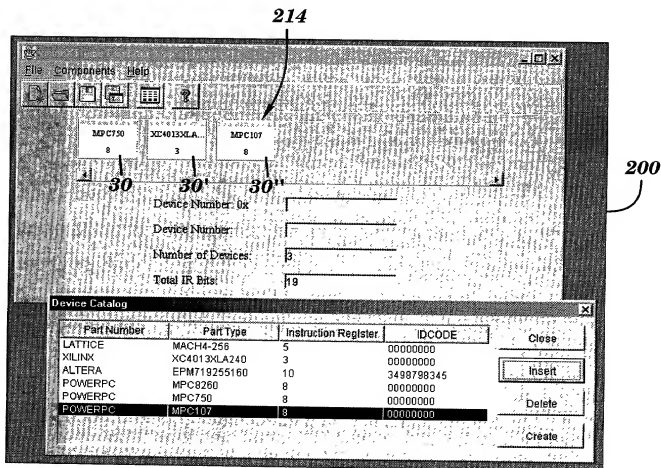 214
File Components Help
MPC750 XC4013XLA... MPC107
8 3 8
30 30' 30"
200
Device Number: 0x
Device Number:
Number of Devices: 3
Total IR Bits: 19
Device Catalog
Part Number Part Type Instruction Register IDCODE
LATTICE MACH4-256 5 00000000
XILINX XC4013XLA240 3 00000000
ALTERA EPM719255160 10 3498798345
POWERPC MPC8260 8 00000000
POWERPC MPC750 8 00000000
POWERPC MPC107 8 00000000
Close
Insert
Delete
Create